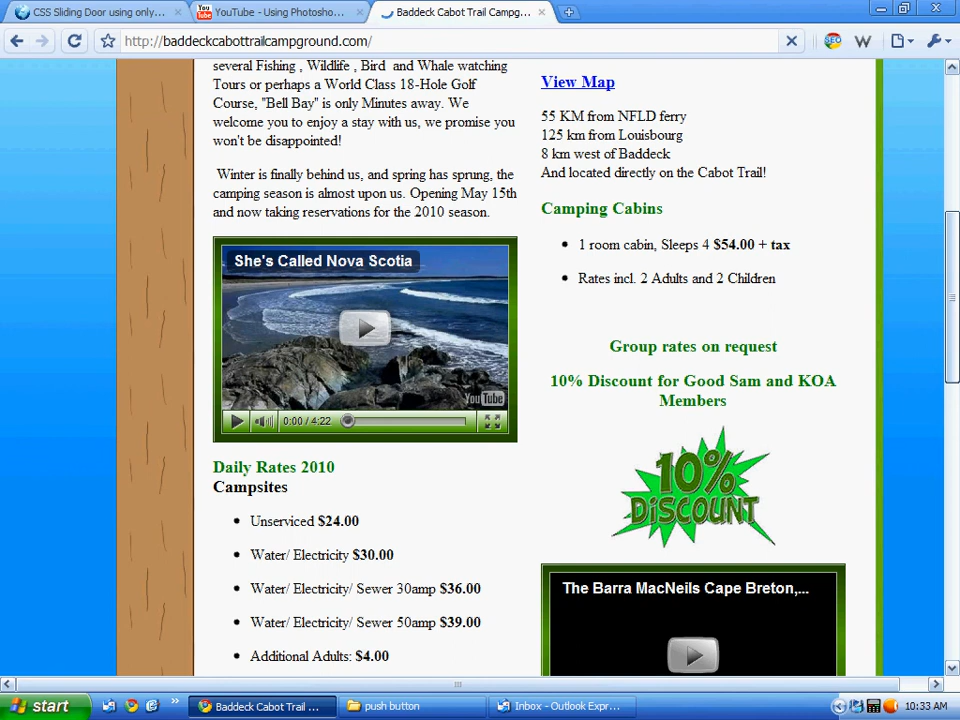 CSS Sliding Door using only...
YouTube - Using Photosho...
Baddeck Cabot Trail Campg...
http://baddeckcabottrailcampground.com/
SEO
W
several Fishing , Wildlife , Bird and Whale watching
Tours or perhaps a World Class 18-Hole Golf
Course, "Bell Bay" is only Minutes away. We
welcome you to enjoy a stay with us, we promise you
won't be disappointed!
Winter is finally behind us, and spring has sprung, the
camping season is almost upon us. Opening May 15th
and now taking reservations for the 2010 season.
She's Called Nova Scotia
YouTube
0:00 / 4:22
Daily Rates 2010
Campsites
Unserviced $24.00
Water/ Electricity $30.00
Water/ Electricity/ Sewer 30amp $36.00
Water/ Electricity/ Sewer 50amp $39.00
Additional Adults: $4.00
View Map
55 KM from NFLD ferry
125 km from Louisbourg
8 km west of Baddeck
And located directly on the Cabot Trail!
Camping Cabins
1 room cabin, Sleeps 4 $54.00 + tax
Rates incl. 2 Adults and 2 Children
Group rates on request
10% Discount for Good Sam and KOA
Members
10%
DISCOUNT
The Barra MacNeils Cape Breton,...
start
Baddeck Cabot Trail ...
push button
Inbox - Outlook Expr...
10:33 AM